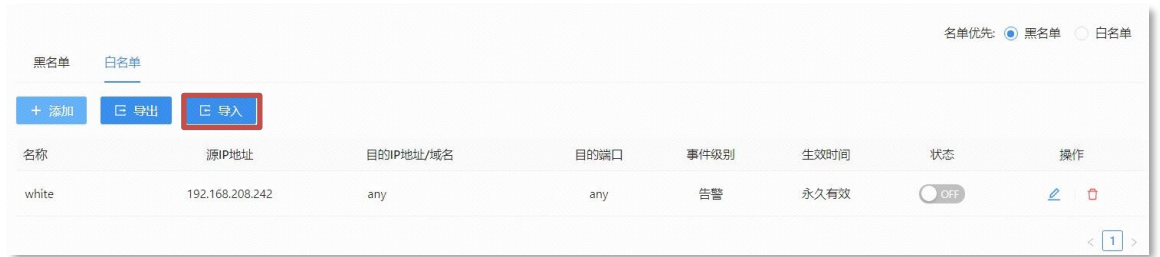 名单优先: 黑名单 白名单
黑名单 白名单
+ 添加 导出 导入
名称 源IP地址 目的IP地址/域名 目的端口 事件级别 生效时间 状态 操作
white 192.168.208.242 any any 告警 永久有效 OFF
< 1 >